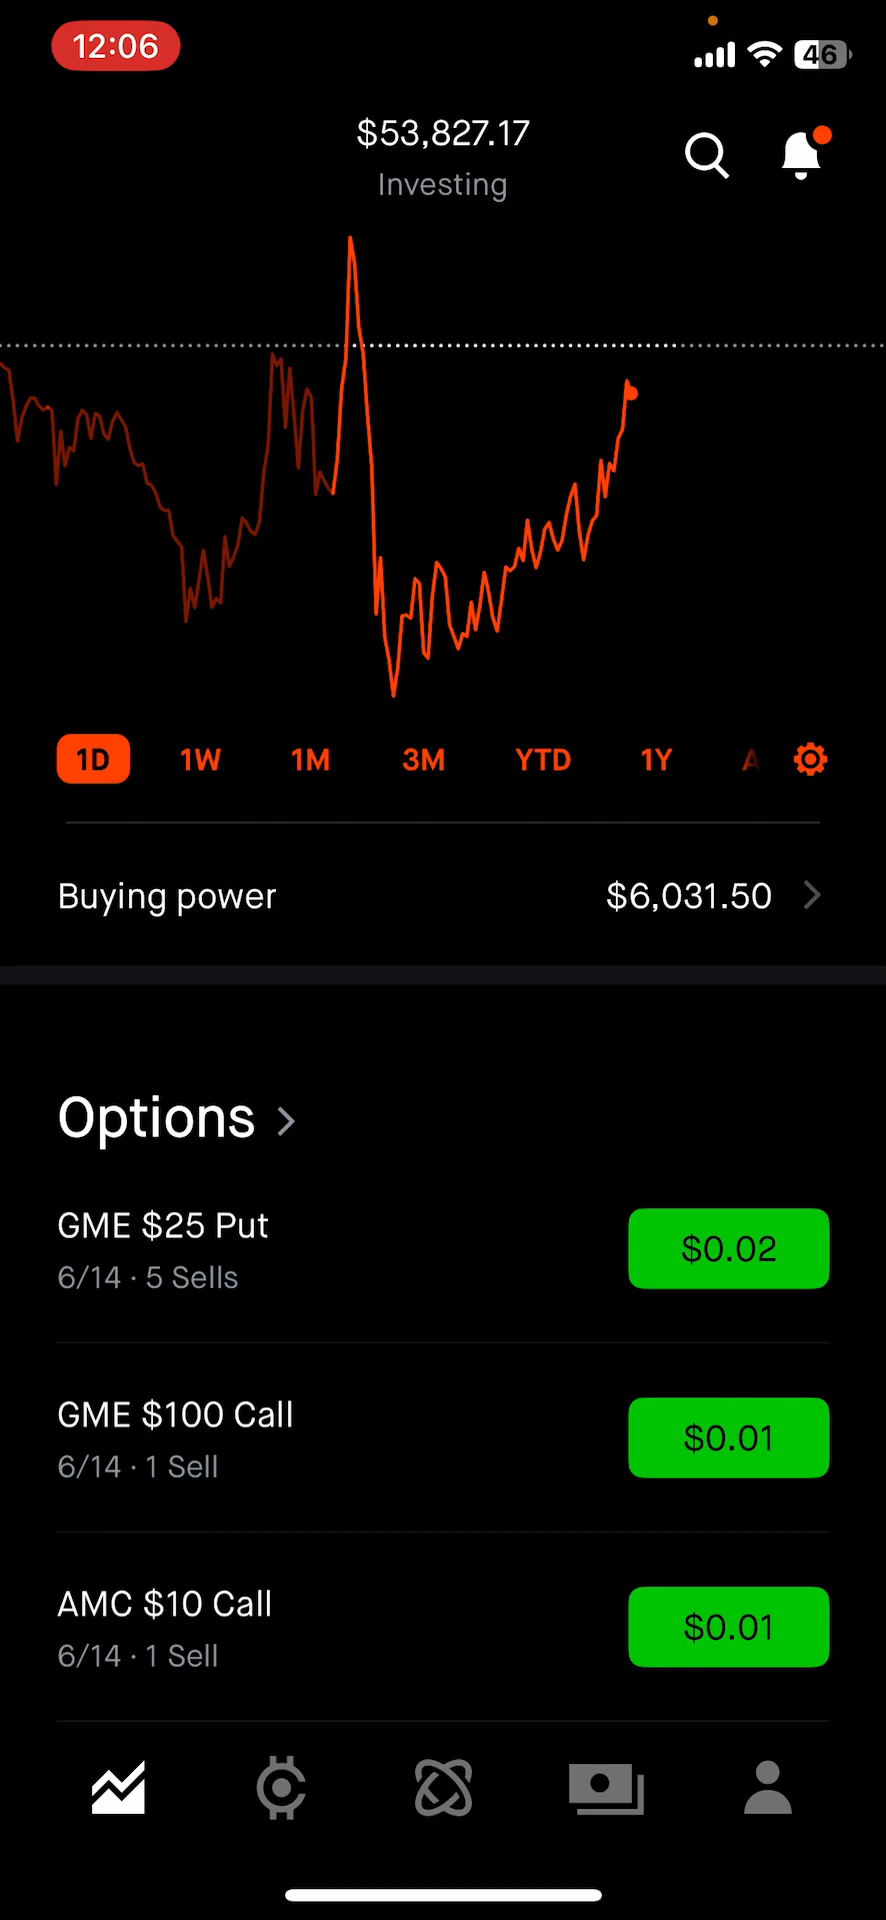 12:06
46
$53,827.17
Investing
1D 1W 1M 3M YTD 1Y A
Buying power $6,031.50
Options
GME $25 Put
$0.02
6/14 · 5 Sells
GME $100 Call
$0.01
6/14 · 1 Sell
AMC $10 Call
$0.01
6/14 · 1 Sell